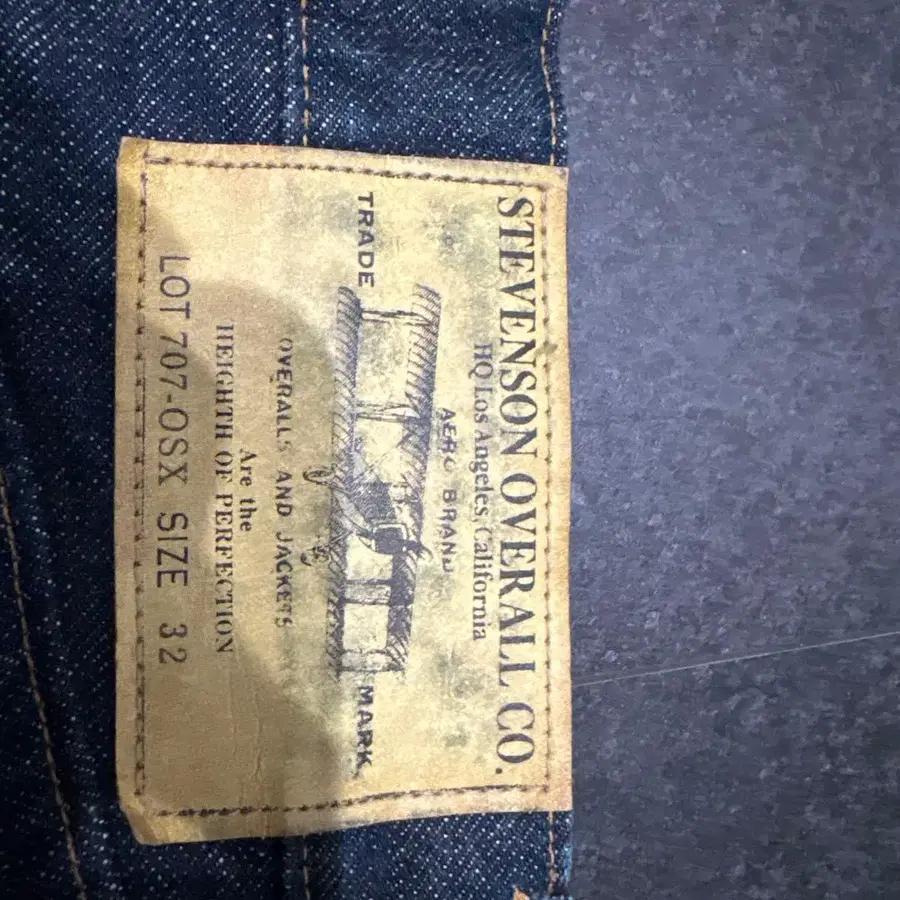 STEVENSON OVERALL CO.
HQ Los Angeles, California
AERO BRAND
TRADE MARK
OVERALLS AND JACKETS
Are the
HEIGHTH OF PERFECTION
LOT 707-OSX SIZE 32